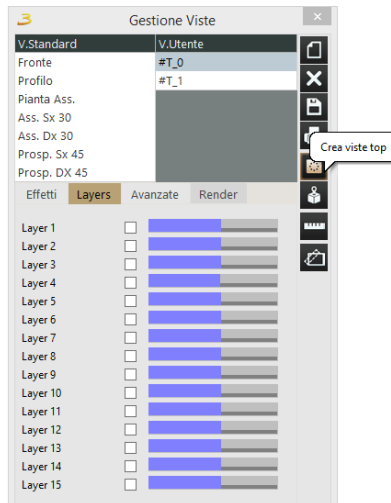 Gestione Viste
V.Standard V.Utente
Fronte #T_0
Profilo #T_1
Pianta Ass.
Ass. Sx 30
Ass. Dx 30
Prosp. Sx 45
Prosp. DX 45
Crea viste top
Effetti Layers Avanzate Render
Layer 1
Layer 2
Layer 3
Layer 4
Layer 5
Layer 6
Layer 7
Layer 8
Layer 9
Layer 10
Layer 11
Layer 12
Layer 13
Layer 14
Layer 15